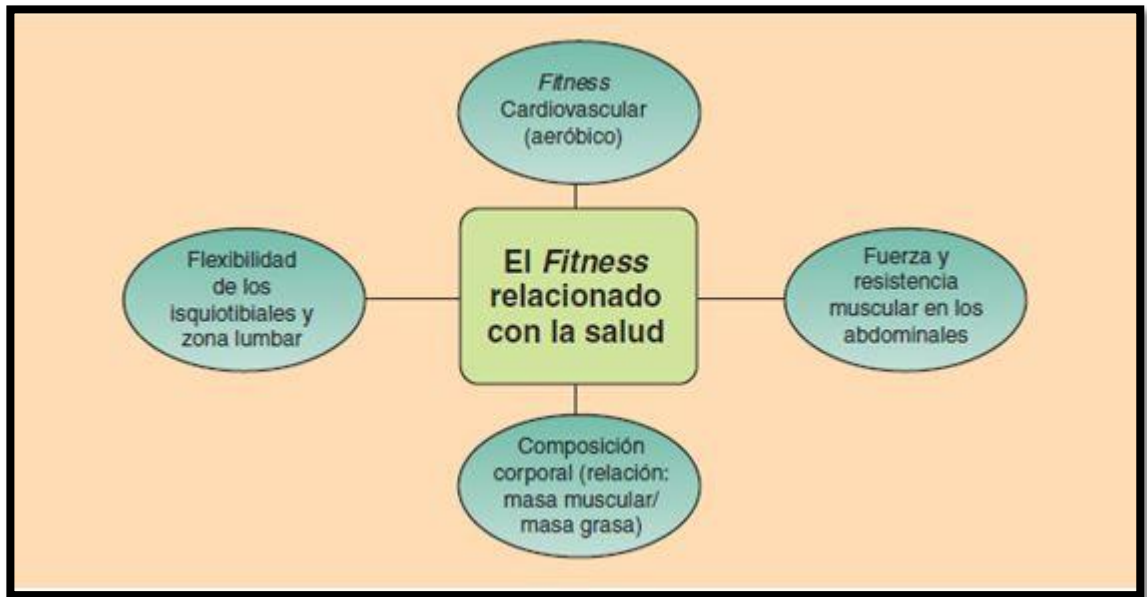 Fitness
Cardiovascular
(aeróbico)
Flexibilidad
de los
isquiotibiales y
zona lumbar
El Fitness
relacionado
con la salud
Fuerza y
resistencia
muscular en los
abdominales
Composición
corporal (relación:
masa muscular/
masa grasa)